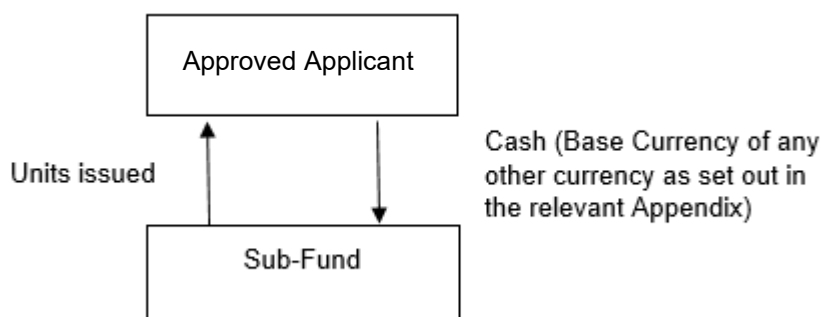 Approved Applicant
Units issued
Cash (Base Currency of any
other currency as set out in
the relevant Appendix)
Sub-Fund